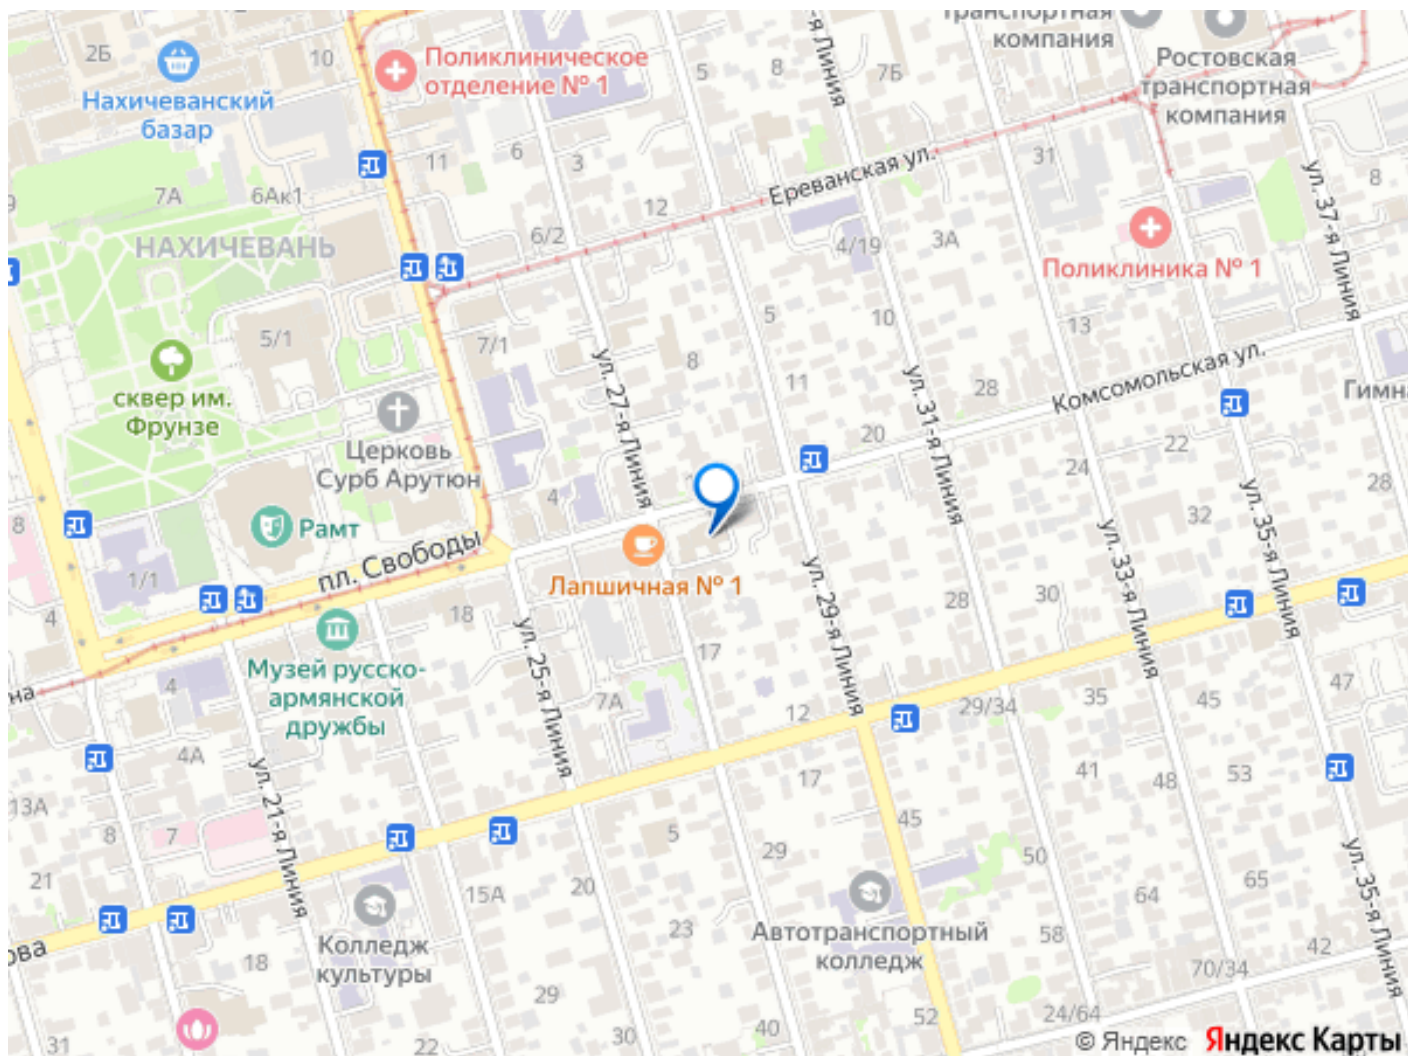 транспортная
компания
2Б
10
Поликлиническое
отделение № 1
5
8
-я Линия
7Б
Ростовская
транспортная
компания
Нахичеванский
базар
11
6
3
31
Ереванская ул.
ул. 37-я Линия
8
9
7А
6Ак1
12
НАХИЧЕВАНЬ
6/2
4/19
3А
Поликлиника № 1
5/1
7/1
5
10
13
сквер им.
Фрунзе
ул. 27-я Линия
8
11
ул. 31-я Линия
28
Комсомольская ул.
Гимн
Церковь
Сурб Арутюн
20
22
24
28
8
4
Рамт
пл. Свободы
32
ул. 35-я Линия
1/1
Лапшичная № 1
ул. 29-я Линия
ул. 33-я Линия
4
18
28
30
Музей русско-
армянской
дружбы
ул. 25-я Линия
17
на
4
7А
12
29/34
35
45
47
4А
ул. 21-я Линия
17
41
48
53
13А
8
7
5
45
ул. 35-я Линия
21
29
50
15А
20
64
65
Автотранспортный
колледж
23
58
42
ова
Колледж
культуры
18
70/34
29
52
24/64
31
22
30
40
© Яндекс Яндекс Карты